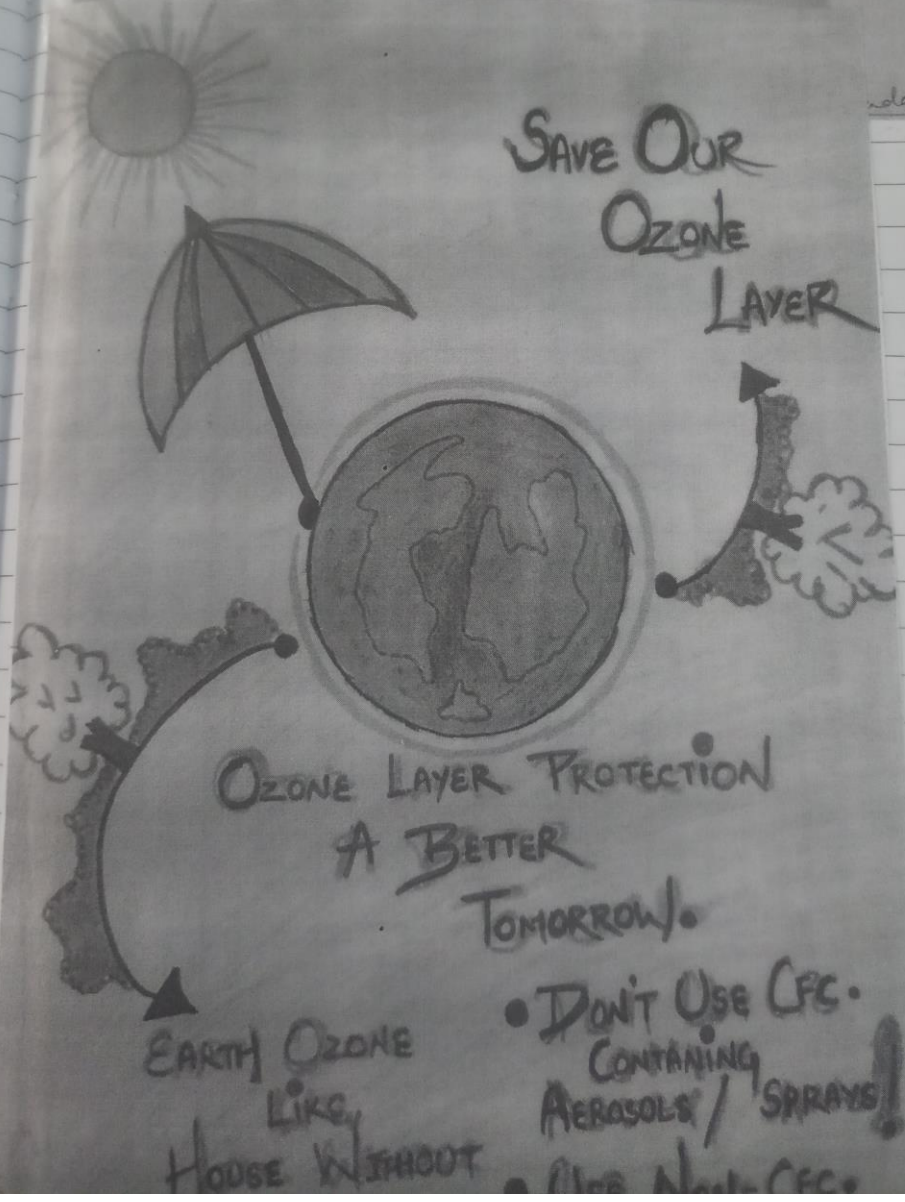 SAVE OUR
OZONE
LAYER
OZONE LAYER PROTECTION
A BETTER
TOMORROW.
EARTH OZONE
LIKE
HOUSE WITHOUT
• DON'T USE CFC.
CONTANING
AEROSOLS / SPRAYS!